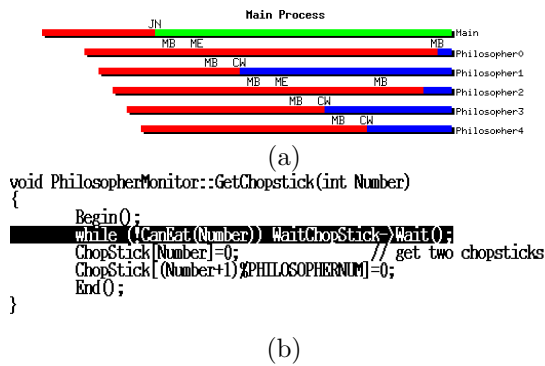 Main Process
JN
Main
MB ME MB
Philosopher0
MB CW
Philosopher1
MB ME MB
Philosopher2
MB CW
Philosopher3
MB CW
Philosopher4
(a)
void PhilosopherMonitor::GetChopstick(int Number)
{
Begin();
while (!CanEat(Number)) WaitChopStick->Wait();
ChopStick[Number]=0; // get two chopsticks
ChopStick[(Number+1)%PHILOSOPHERNUM]=0;
End();
}
(b)